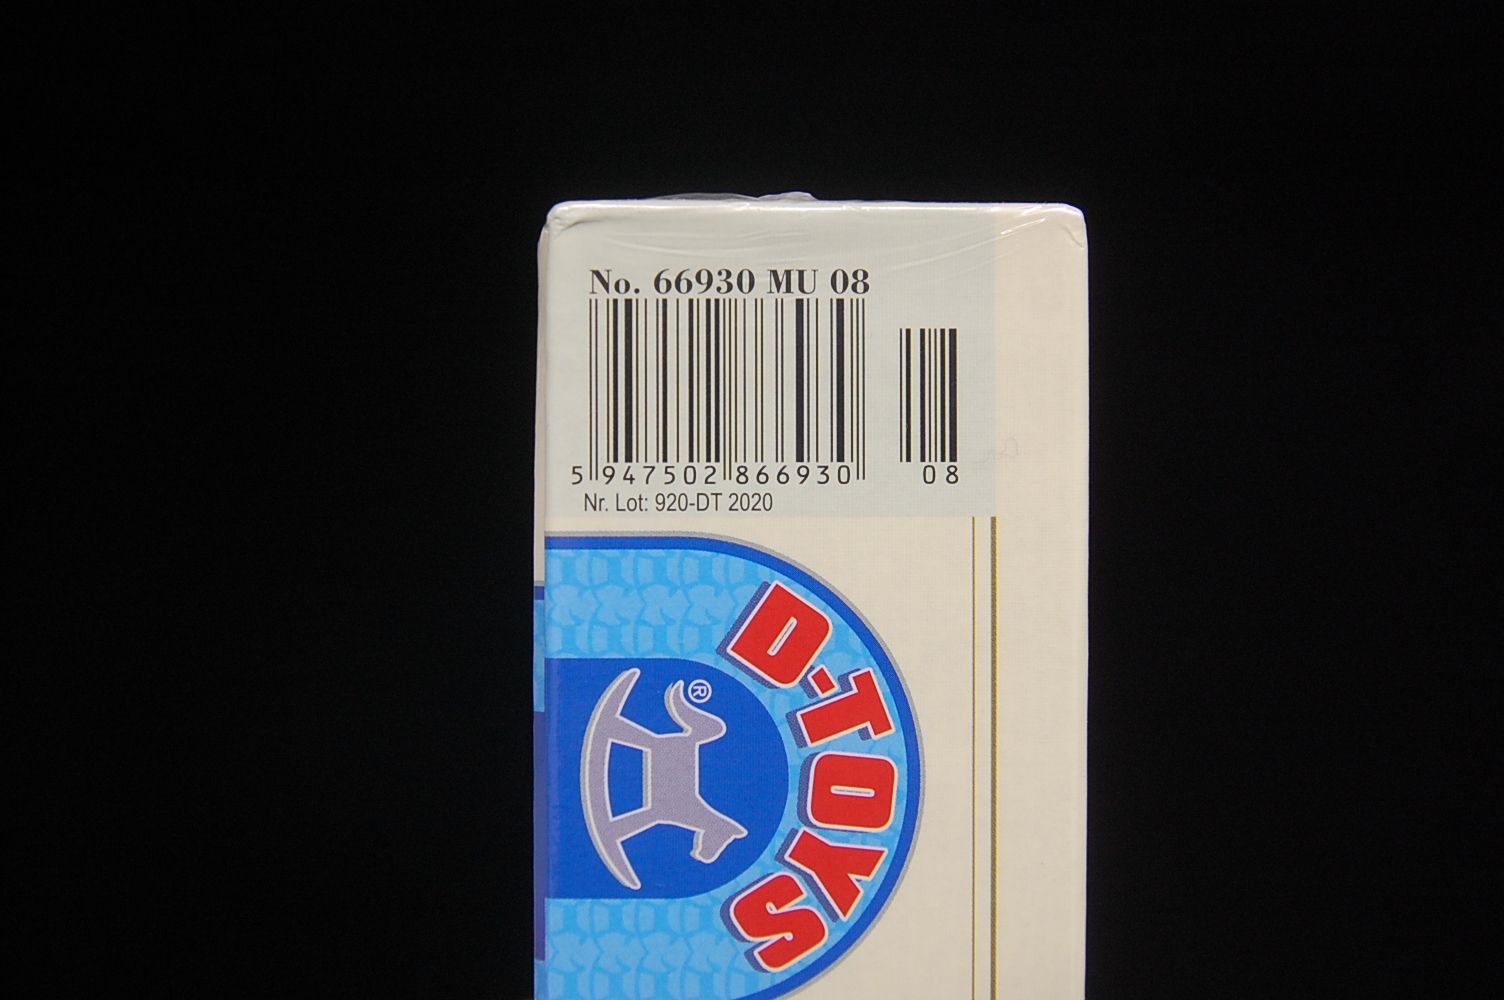 No. 66930 MU 08
5 947502 866930 08
Nr. Lot: 920-DT 2020
D.TOYS
®